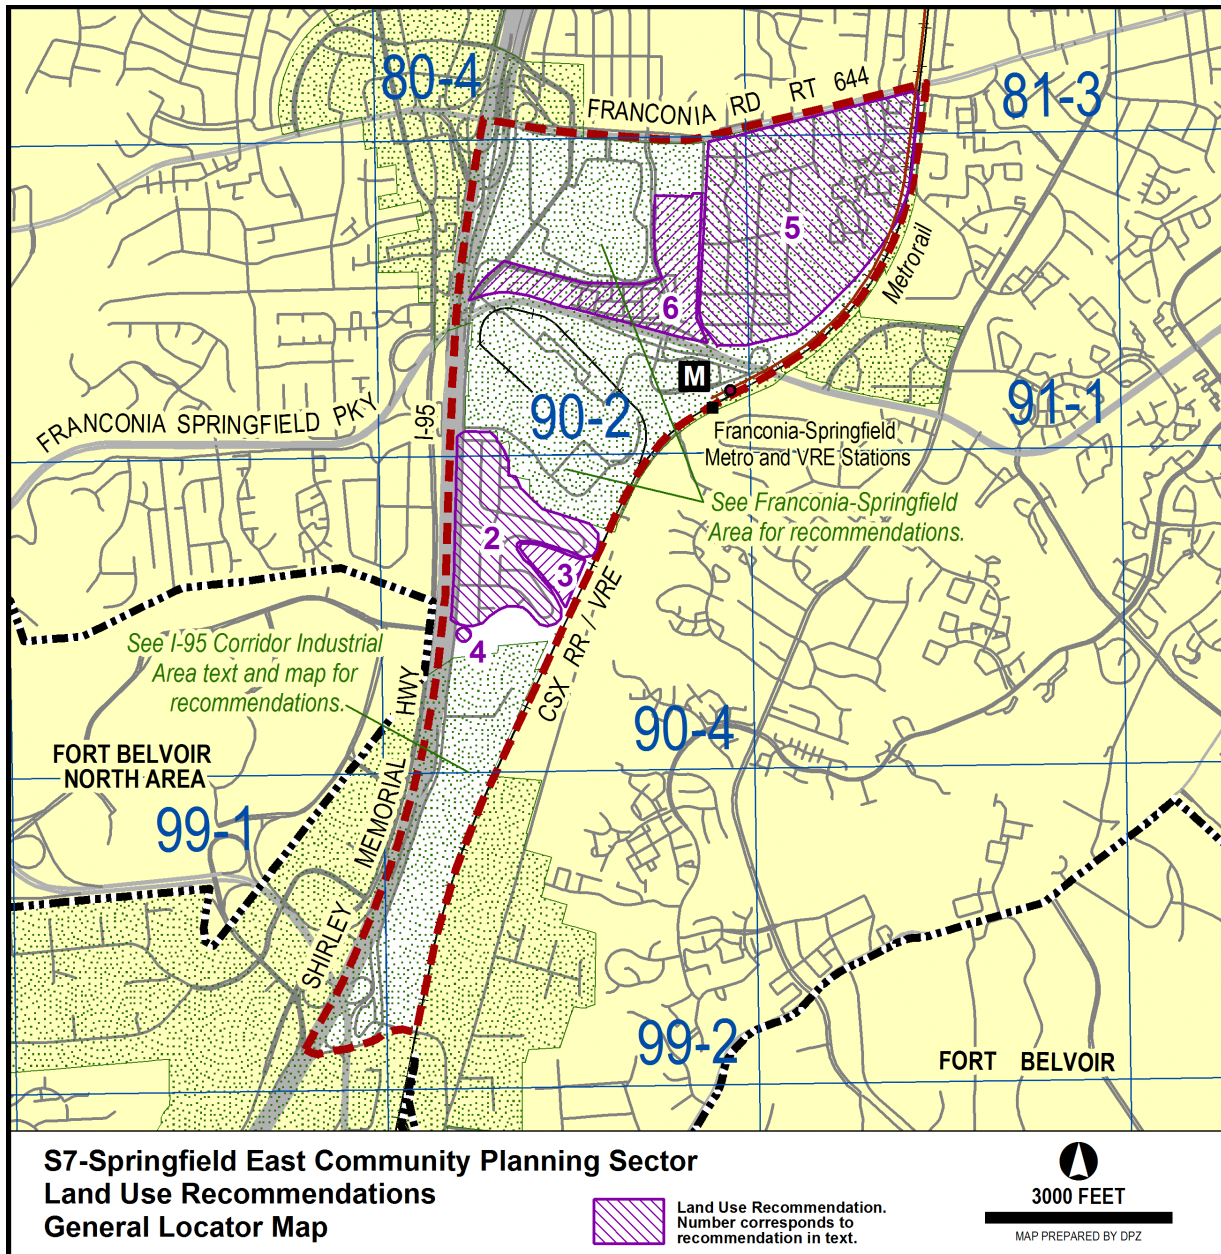 80-4
FRANCONIA RD RT 644
81-3
5
Metrorail
6
M
FRANCONIA SPRINGFIELD PKY
I-95
90-2
91-1
Franconia-Springfield
Metro and VRE Stations
See Franconia-Springfield
Area for recommendations.
2
3
4
CSX RR / VRE
See I-95 Corridor Industrial
Area text and map for
recommendations.
SHIRLEY MEMORIAL HWY
FORT BELVOIR
NORTH AREA
90-4
99-1
99-2
FORT BELVOIR
S7-Springfield East Community Planning Sector
Land Use Recommendations
General Locator Map
Land Use Recommendation.
Number corresponds to
recommendation in text.
3000 FEET
MAP PREPARED BY DPZ